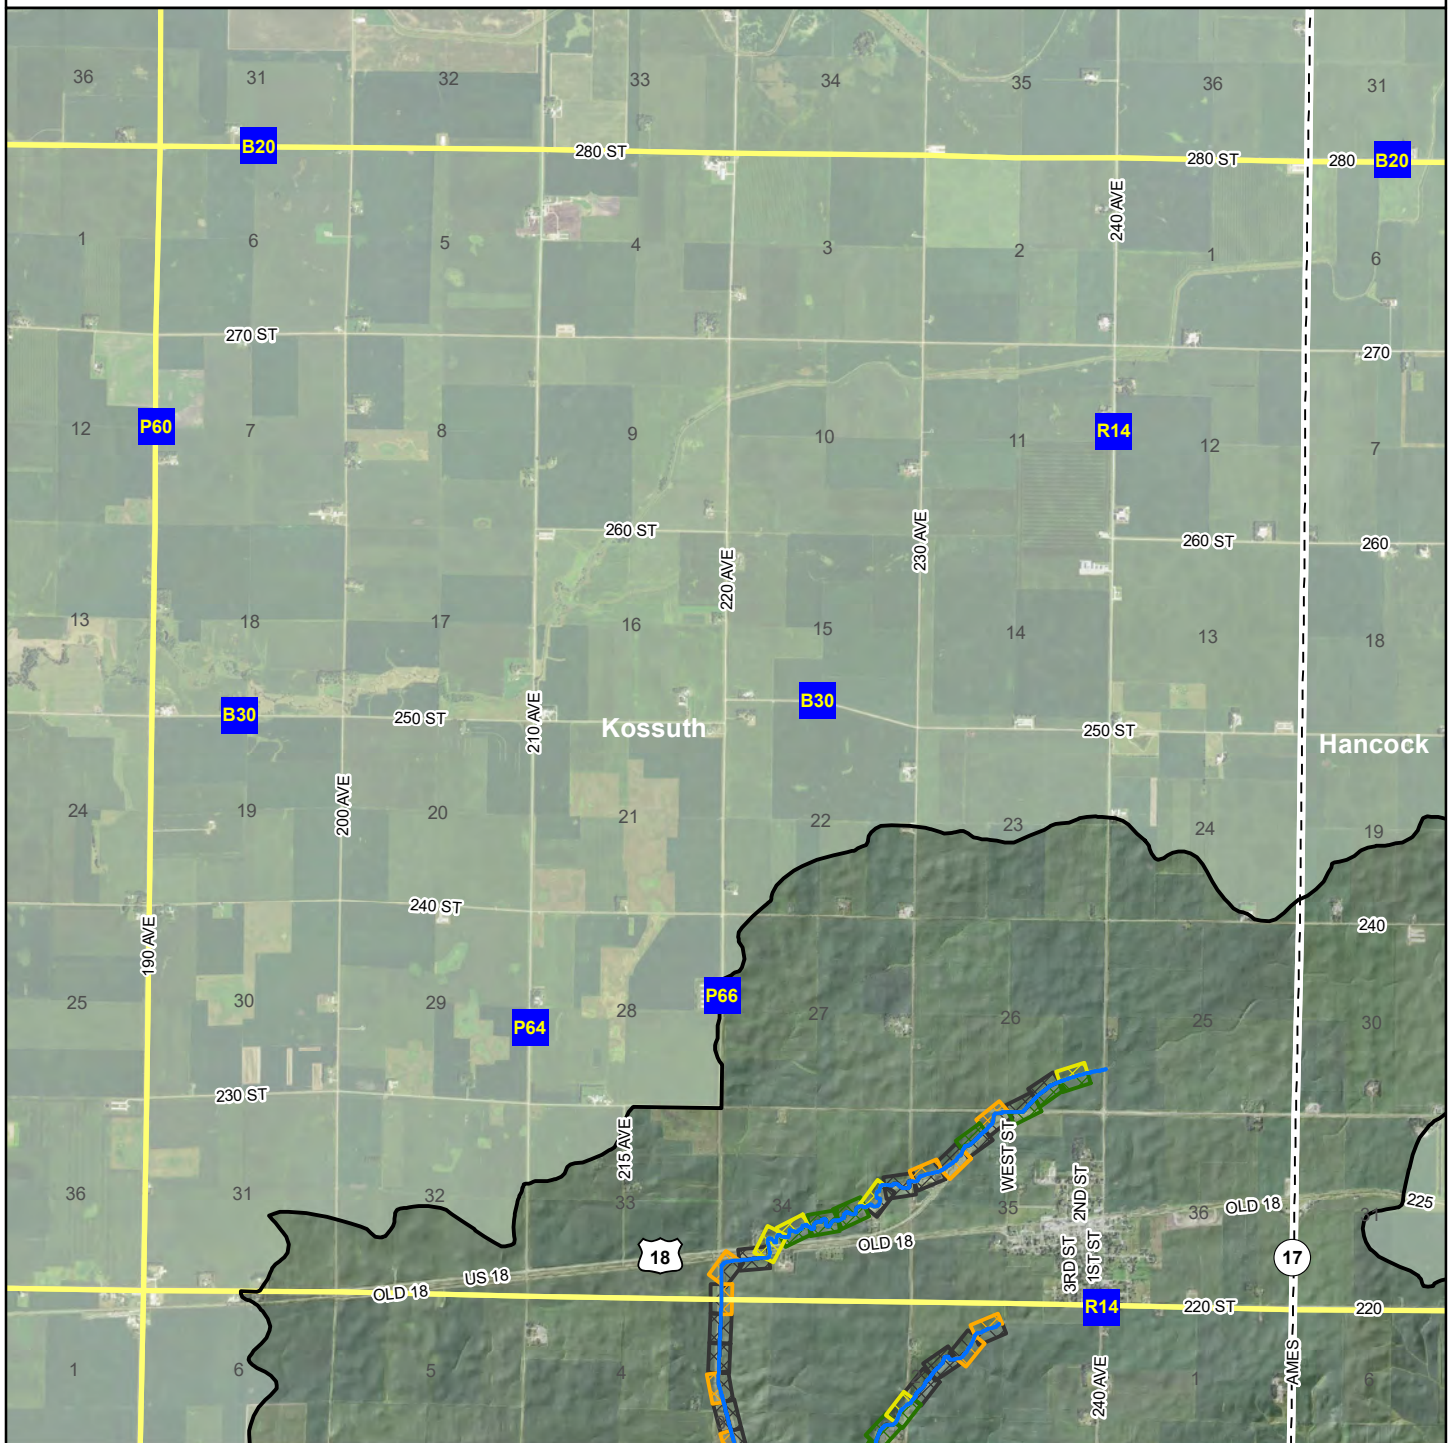 36
31
32
33
34
35
36
31
B20
280 ST
280 ST
280
B20
240 AVE
1
6
5
4
3
2
1
6
270 ST
270
12
P60
7
8
9
10
11
R14
12
7
260 ST
220 AVE
230 AVE
260 ST
260
13
18
17
16
15
14
13
18
B30
250 ST
210 AVE
Kossuth
B30
250 ST
Hancock
24
19
200 AVE
20
21
22
23
24
19
190 AVE
240 ST
240
25
30
29
P64
28
P66
27
26
25
30
230 ST
215 AVE
WEST ST
2ND ST
36
31
32
33
34
35
36
OLD 18
31
225
18
OLD 18
3RD ST
1ST ST
17
US 18
OLD 18
R14
220 ST
220
1
6
5
4
240 AVE
1
AMES
6